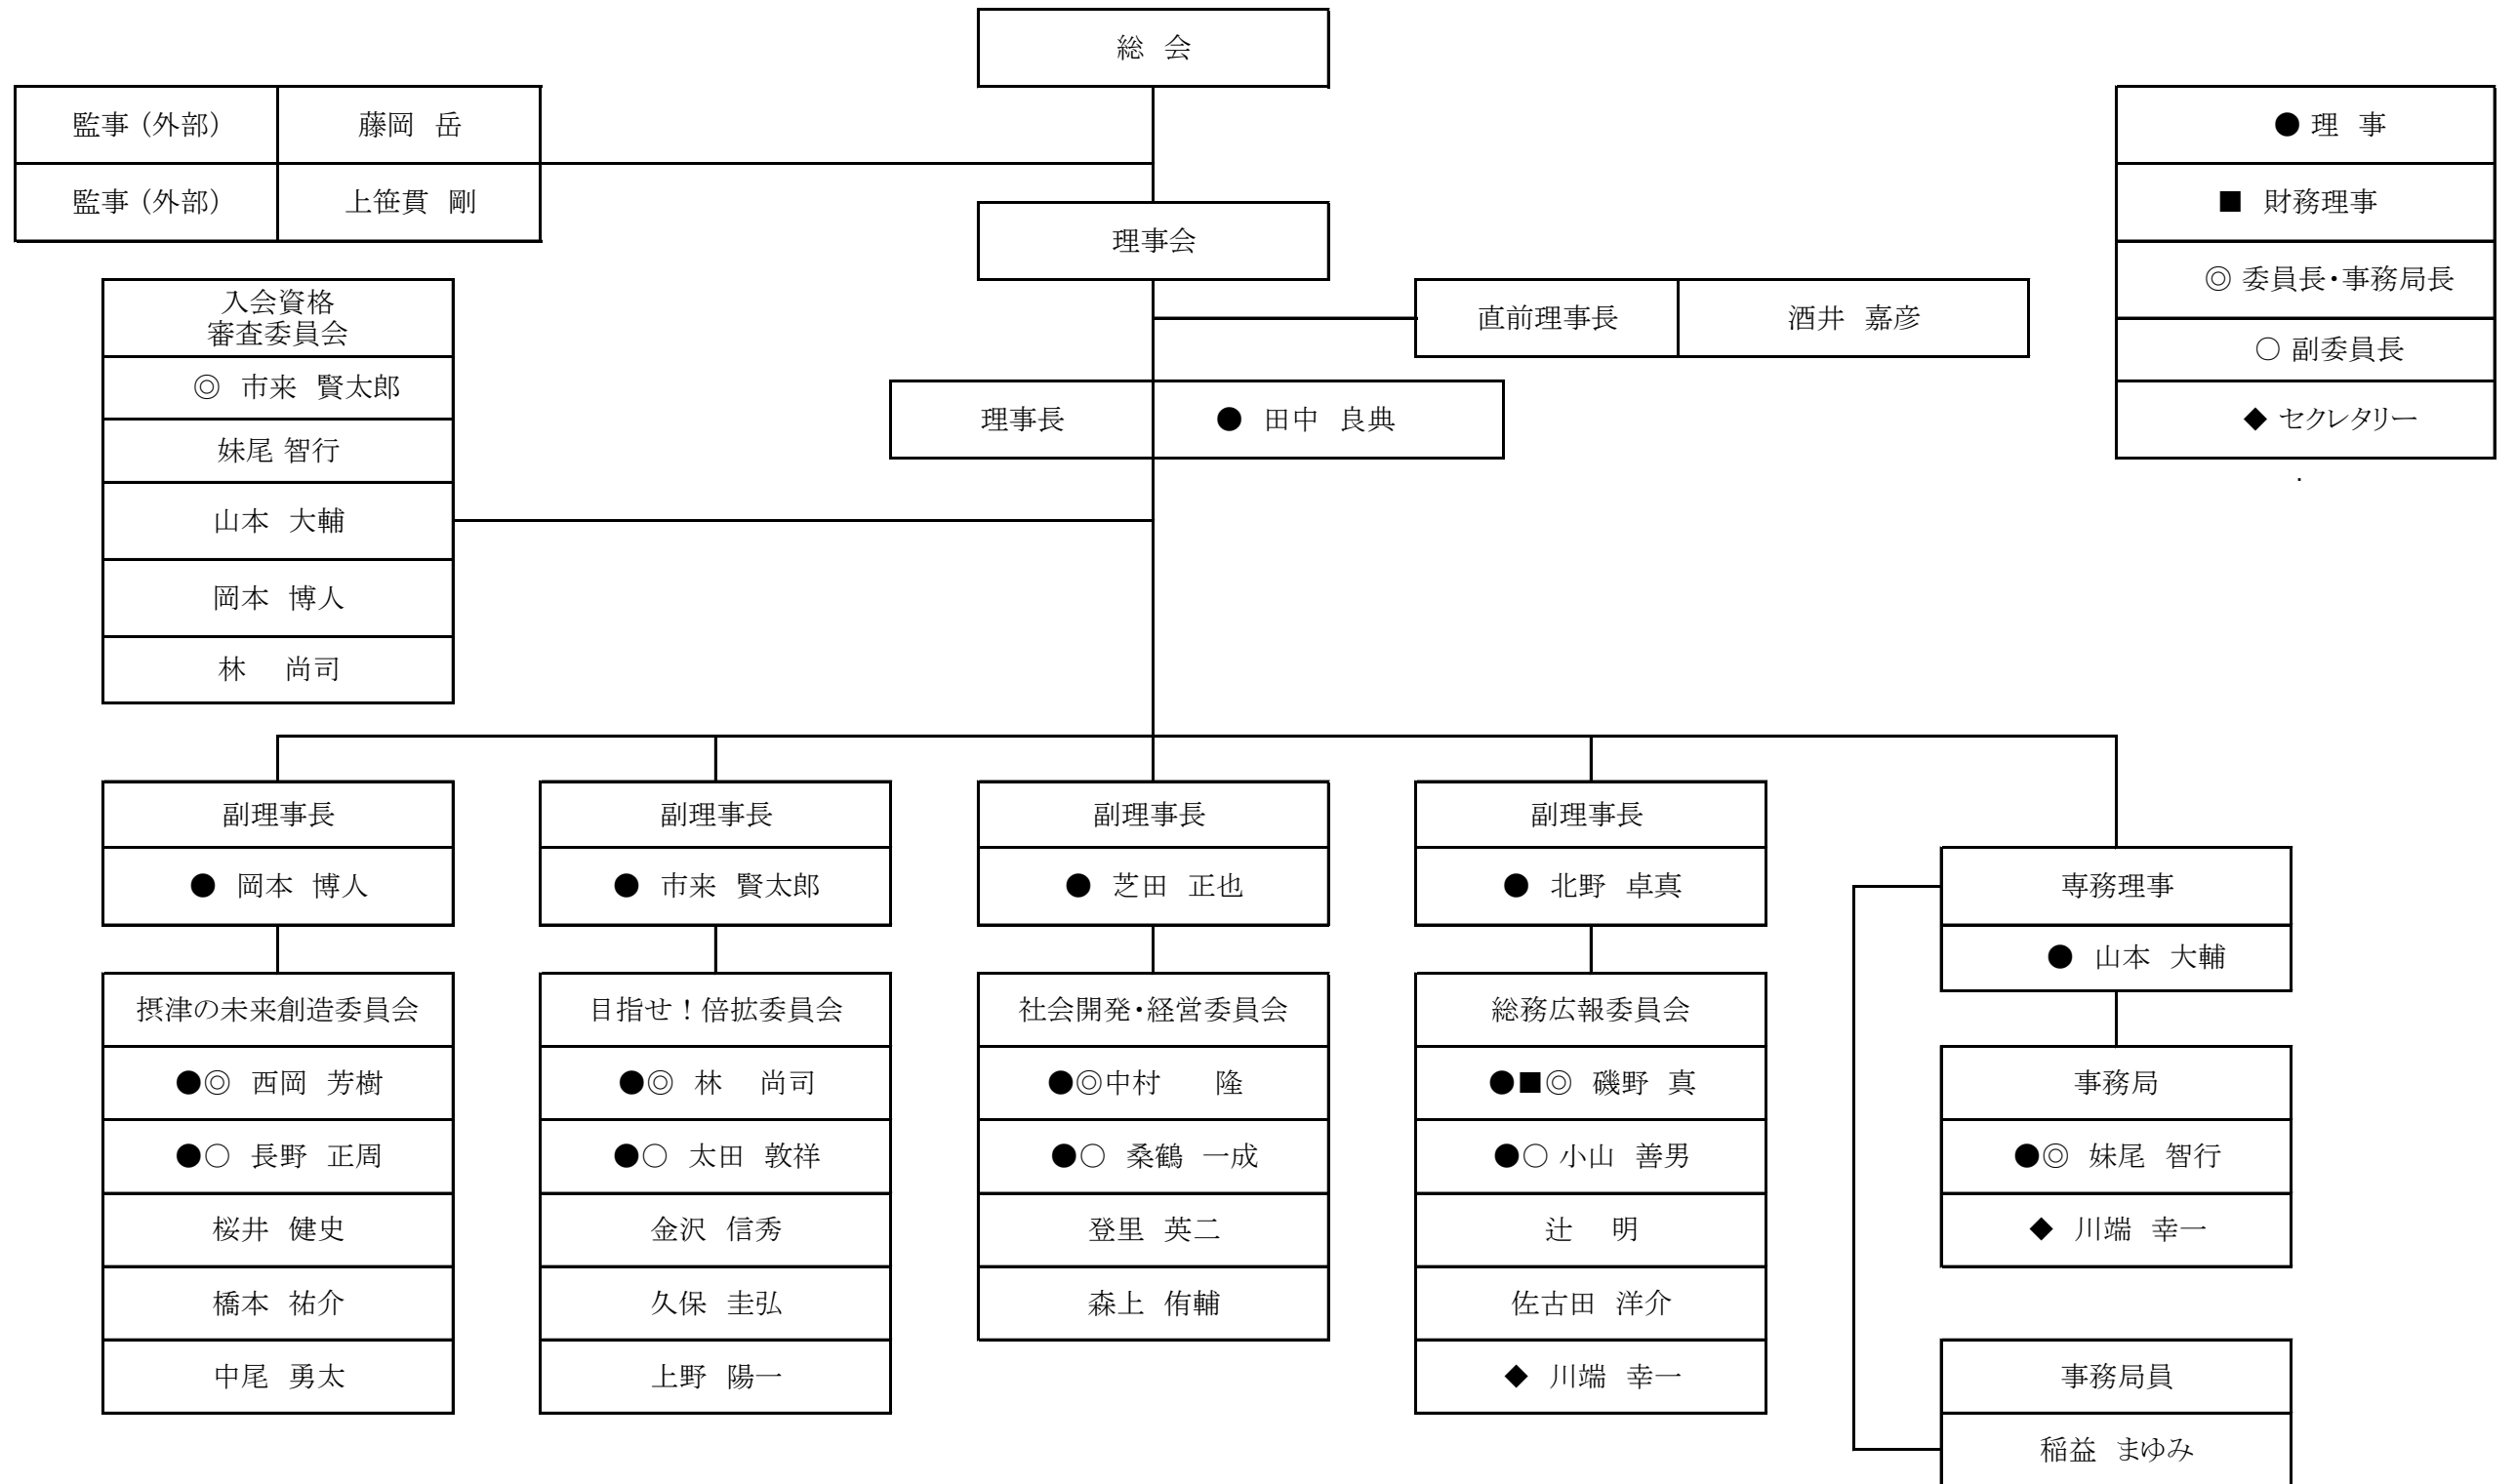 総 会
監事（外部） 藤岡 岳
監事（外部） 上笹貫 剛
● 理 事
■ 財務理事
◎ 委員長・事務局長
○ 副委員長
◆ セクレタリー
.
理事会
直前理事長 酒井 嘉彦
理事長 ● 田中 良典
入会資格
審査委員会
◎ 市来 賢太郎
妹尾 智行
山本 大輔
岡本 博人
林 尚司
副理事長
● 岡本 博人
摂津の未来創造委員会
●◎ 西岡 芳樹
●○ 長野 正周
桜井 健史
橋本 祐介
中尾 勇太
副理事長
● 市来 賢太郎
目指せ！倍拡委員会
●◎ 林 尚司
●○ 太田 敦祥
金沢 信秀
久保 圭弘
上野 陽一
副理事長
● 芝田 正也
社会開発・経営委員会
●◎中村 隆
●○ 桑鶴 一成
登里 英二
森上 侑輔
副理事長
● 北野 卓真
総務広報委員会
●■◎ 磯野 真
●○ 小山 善男
辻 明
佐古田 洋介
◆ 川端 幸一
専務理事
● 山本 大輔
事務局
●◎ 妹尾 智行
◆ 川端 幸一
事務局員
稲益 まゆみ